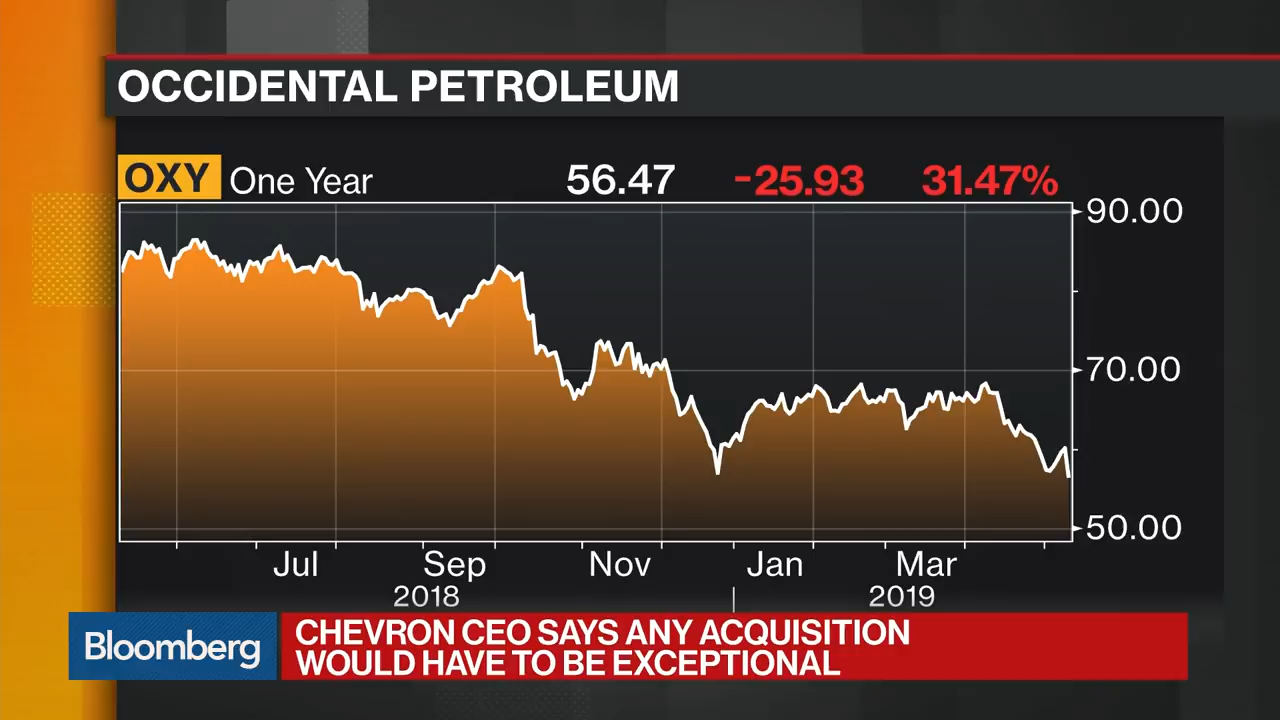 OCCIDENTAL PETROLEUM
OXY One Year 56.47 -25.93 31.47%
90.00
70.00
50.00
Jul Sep Nov Jan Mar
2018 2019
Bloomberg
CHEVRON CEO SAYS ANY ACQUISITION
WOULD HAVE TO BE EXCEPTIONAL